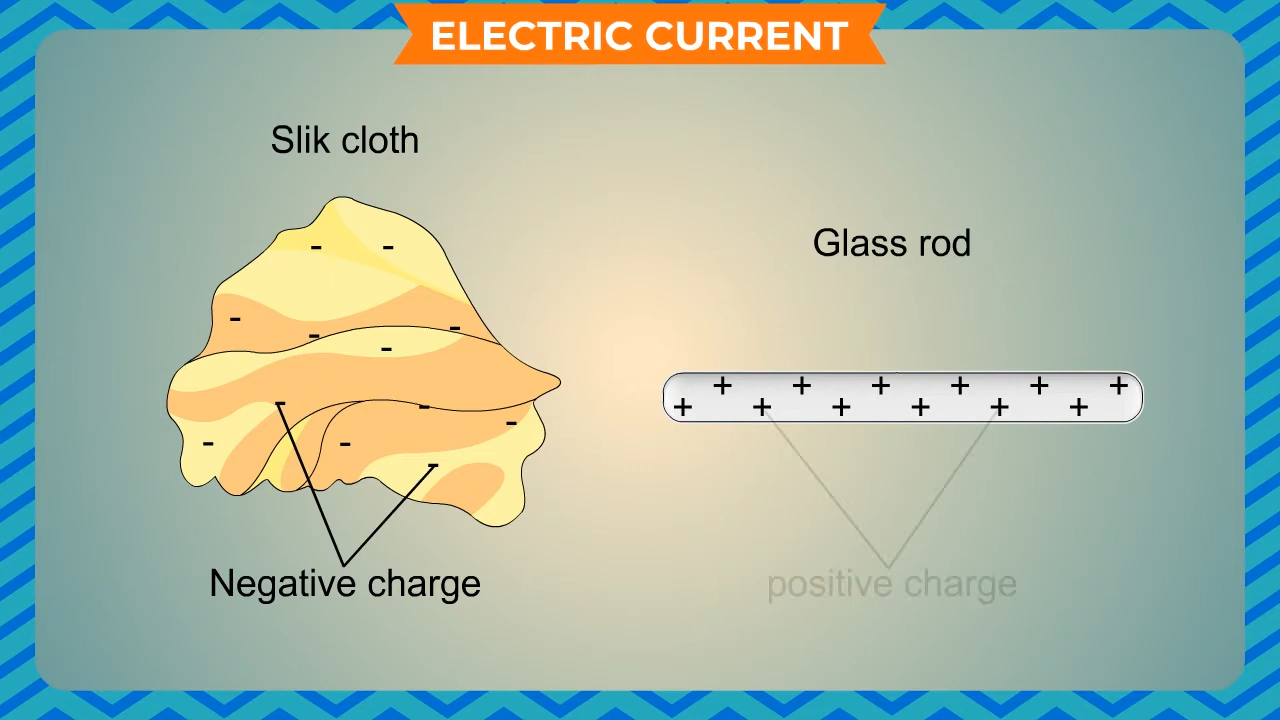 ELECTRIC CURRENT
Slik cloth
Glass rod
- -
- - -
-
- -
- - -
-
+ + + + + +
+ + + + + +
Negative charge
positive charge